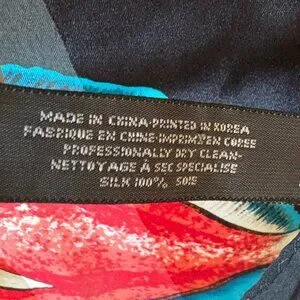 MADE IN CHINA-PRINTED IN KOREA
FABRIQUE EN CHINE-IMPRIM EN COREE
PROFESSIONALLY DRY CLEAN-
NETTOYAGE À SEC SPECIALISE
SILK 100% SOIE